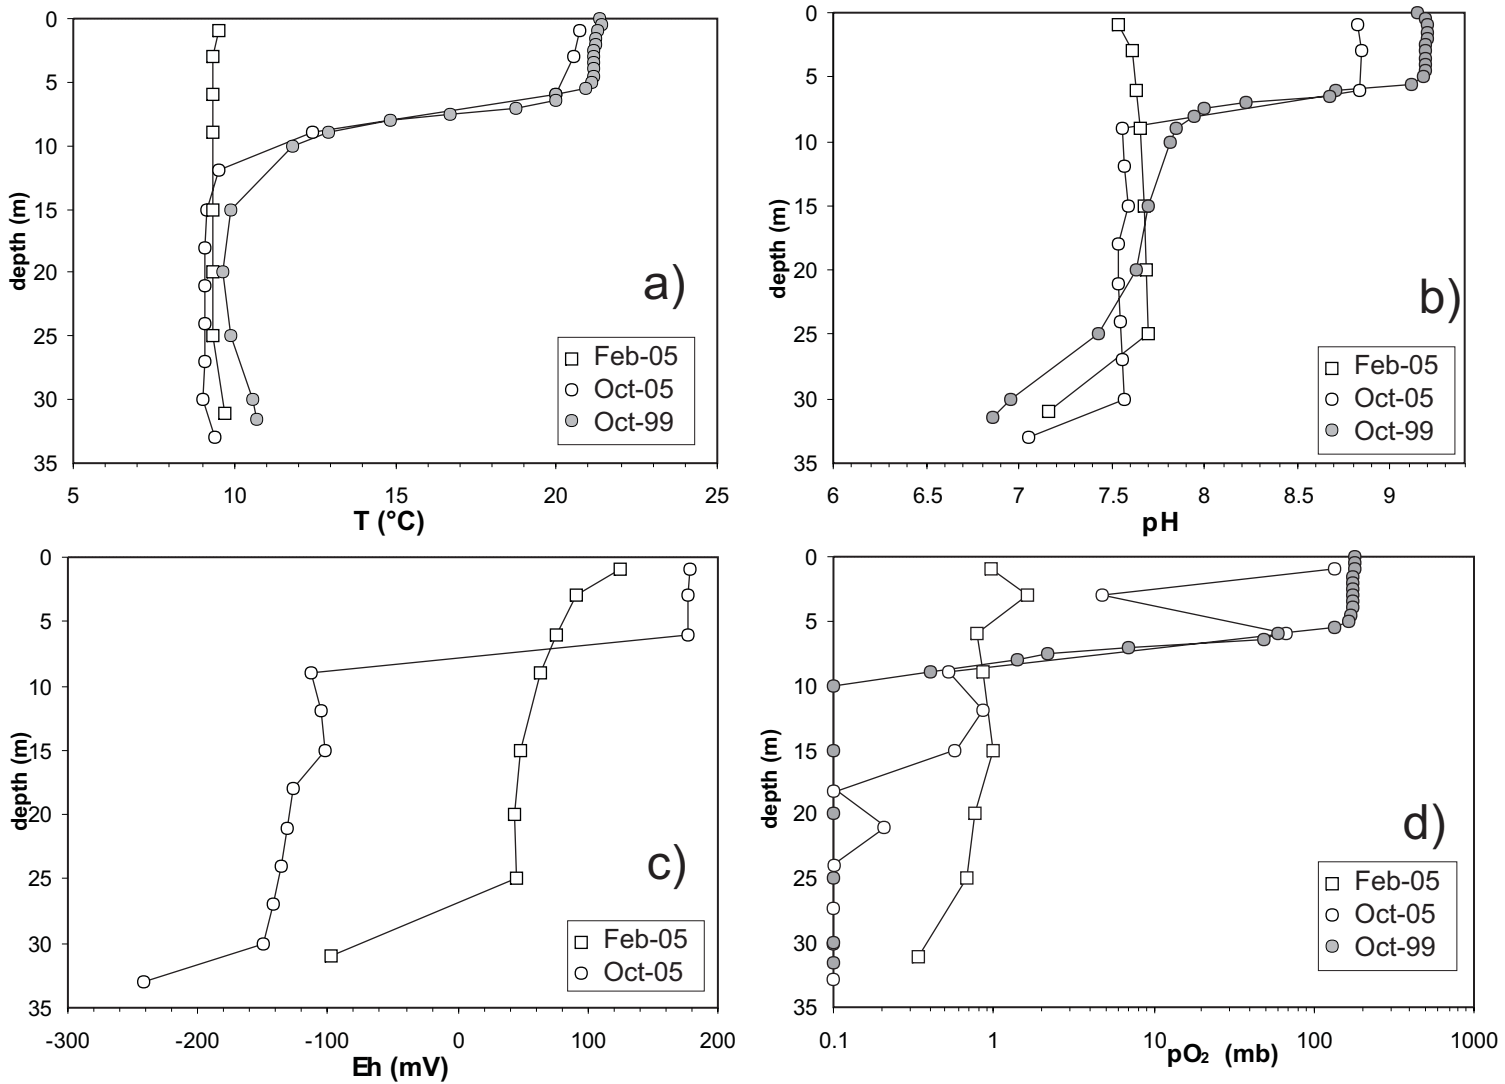 0
5
10
15
20
25
30
35
depth (m)
5
10
15
20
25
T (°C)
a)
Feb-05
Oct-05
Oct-99
0
5
10
15
20
25
30
35
depth (m)
6
6.5
7
7.5
8
8.5
9
pH
b)
Feb-05
Oct-05
Oct-99
0
5
10
15
20
25
30
35
depth (m)
-300
-200
-100
0
100
200
Eh (mV)
c)
Feb-05
Oct-05
0
5
10
15
20
25
30
35
depth (m)
0.1
1
10
100
1000
pO₂ (mb)
d)
Feb-05
Oct-05
Oct-99